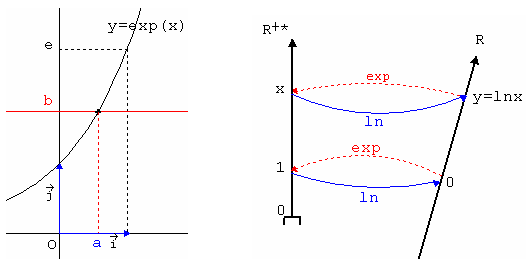 y=exp(x)
e
b
j
O
a
i
R+*
R
exp
x
y=lnx
ln
exp
1
0
ln
0